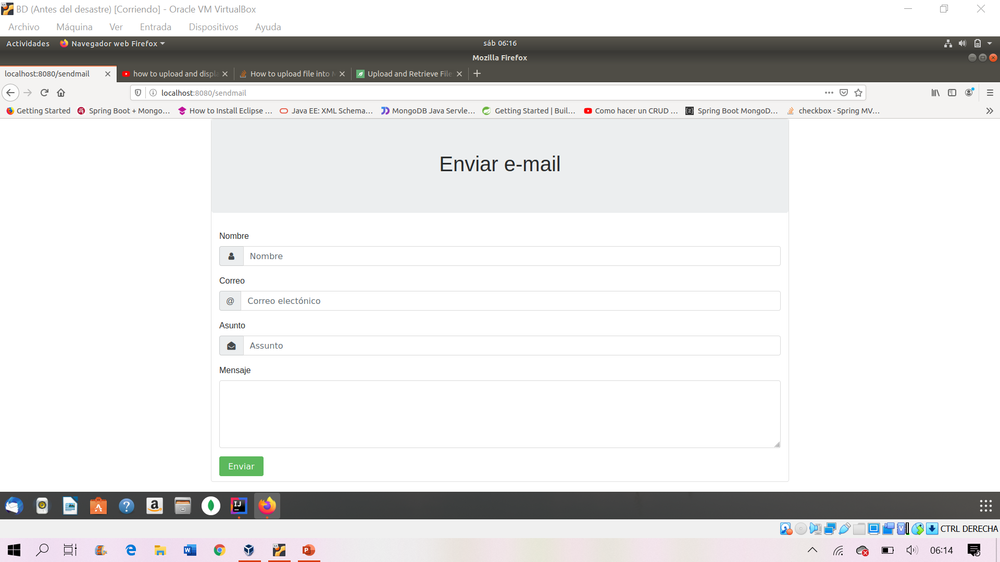 BD (Antes del desastre) [Corriendo] - Oracle VM VirtualBox
Archivo Máquina Ver Entrada Dispositivos Ayuda
Actividades Navegador web Firefox sáb 06:16
Mozilla Firefox
localhost:8080/sendmail how to upload and displa How to upload file into M Upload and Retrieve File
localhost:8080/sendmail
Getting Started Spring Boot + Mongo... How to Install Eclipse ... Java EE: XML Schema... MongoDB Java Servle... Getting Started | Buil... Como hacer un CRUD ... Spring Boot MongoD... checkbox - Spring MV...
Enviar e-mail
Nombre
Nombre
Correo
@ Correo electónico
Asunto
Assunto
Mensaje
Enviar
CTRL DERECHA
06:14